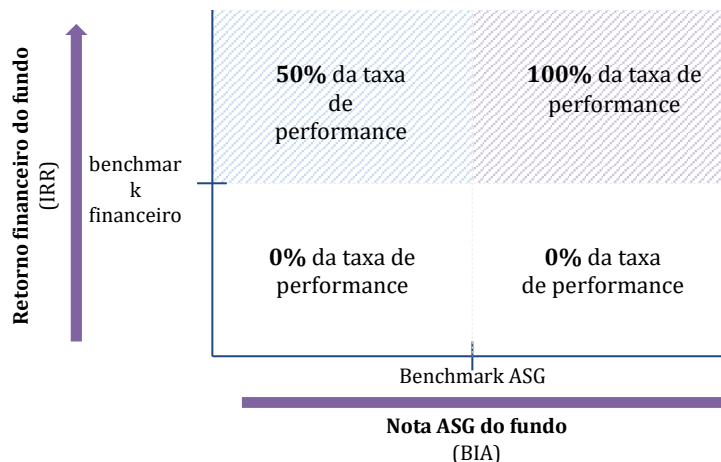 Retorno financeiro do fundo
(IRR)
benchmar
k
financeiro
50% da taxa
de
performance
100% da taxa de
performance
0% da taxa de
performance
0% da taxa
de performance
Benchmark ASG
Nota ASG do fundo
(BIA)